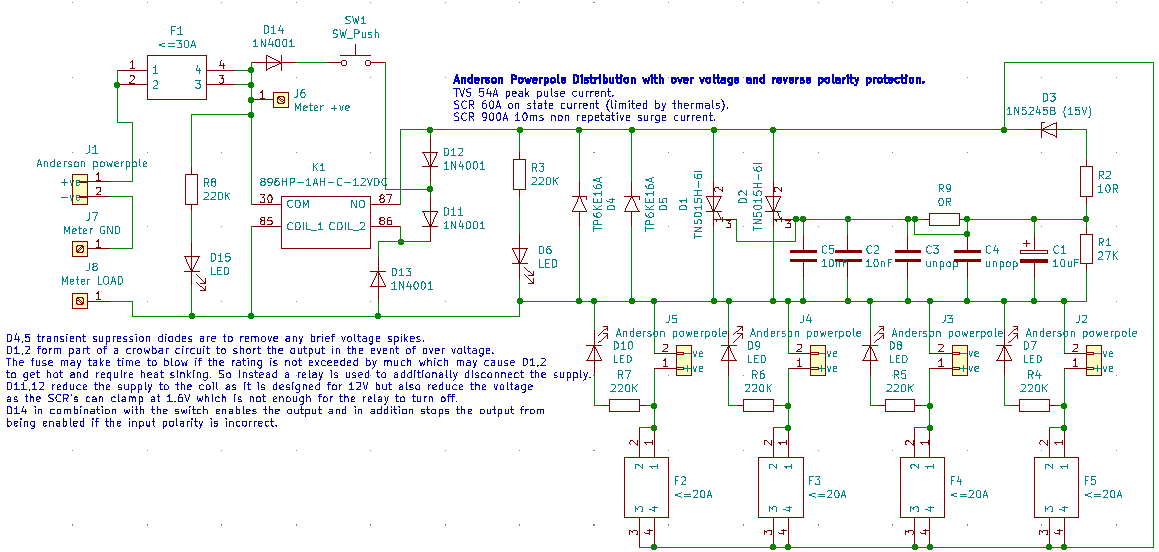 Anderson Powerpole Distribution with over voltage and reverse polarity protection.
TVS 54A peak pulse current.
SCR 60A on state current (limited by thermals).
SCR 900A 10ms non repetative surge current.
F1
<=30A
1
2
1
2
4
3
4
3
D14
1N4001
SW1
SW_Push
1
J6
Meter +ve
J1
Anderson powerpole
+ve
-ve
1
2
J7
Meter GND
1
J8
Meter LOAD
1
R8
220K
D15
LED
K1
896HP-1AH-C-12VDC
30
COM
NO
87
85
COIL_1
COIL_2
86
D12
1N4001
D11
1N4001
D13
1N4001
R3
220K
D6
LED
TP6KE16A
D4
TP6KE16A
D5
D1
TN5015H-6I
2
3
D2
TN5015H-6I
2
3
C5
10nF
C2
10nF
C3
unpop
C4
unpop
R9
0R
C1
10uF
+
D3
1N5245B (15V)
R2
10R
R1
27K
J5
Anderson powerpole
2
1
-ve
+ve
D10
LED
R7
220K
J4
Anderson powerpole
2
1
-ve
+ve
D9
LED
R6
220K
J3
Anderson powerpole
2
1
-ve
+ve
D8
LED
R5
220K
J2
Anderson powerpole
2
1
-ve
+ve
D7
LED
R4
220K
2
1
2
1
F2
<=20A
3
4
3
4
2
1
2
1
F3
<=20A
3
4
3
4
2
1
2
1
F4
<=20A
3
4
3
4
2
1
2
1
F5
<=20A
3
4
3
4
D4,5 transient supression diodes are to remove any brief voltage spikes.
D1,2 form part of a crowbar circuit to short the output in the event of over voltage.
The fuse may take time to blow if the rating is not exceeded by much which may cause D1,2
to get hot and require heat sinking. So instead a relay is used to additionally disconnect the supply.
D11,12 reduce the supply to the coil as it is designed for 12V but also reduce the voltage
as the SCR's can clamp at 1.6V which is not enough for the relay to turn off.
D14 in combination with the switch enables the output and in addition stops the output from
being enabled if the input polarity is incorrect.